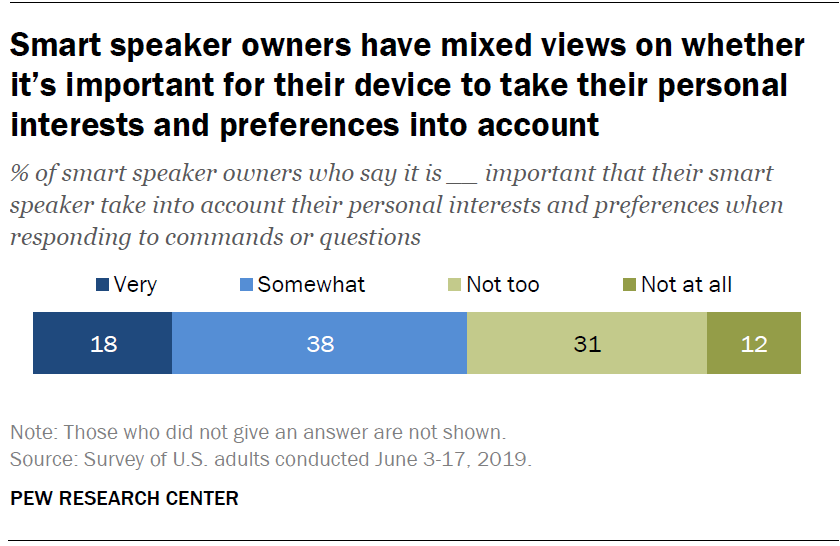 Smart speaker owners have mixed views on whether
it’s important for their device to take their personal
interests and preferences into account
% of smart speaker owners who say it is __ important that their smart
speaker take into account their personal interests and preferences when
responding to commands or questions
Very Somewhat Not too Not at all
18 38 31 12
Note: Those who did not give an answer are not shown.
Source: Survey of U.S. adults conducted June 3-17, 2019.
PEW RESEARCH CENTER